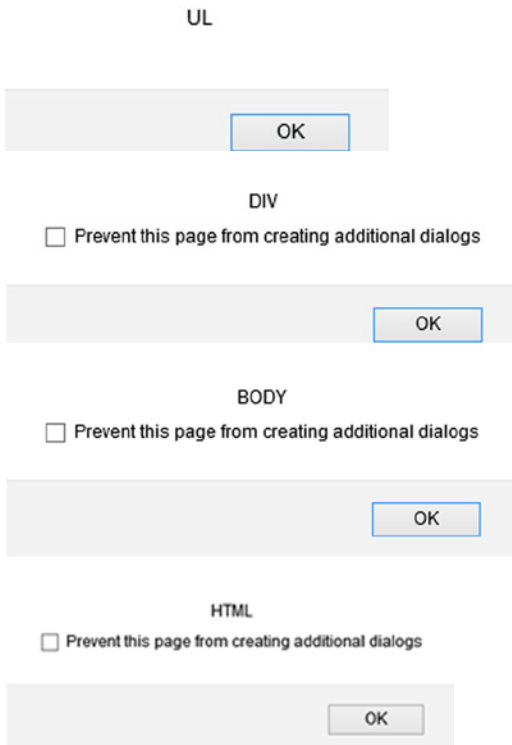 UL
OK
DIV
Prevent this page from creating additional dialogs
OK
BODY
Prevent this page from creating additional dialogs
OK
HTML
Prevent this page from creating additional dialogs
OK